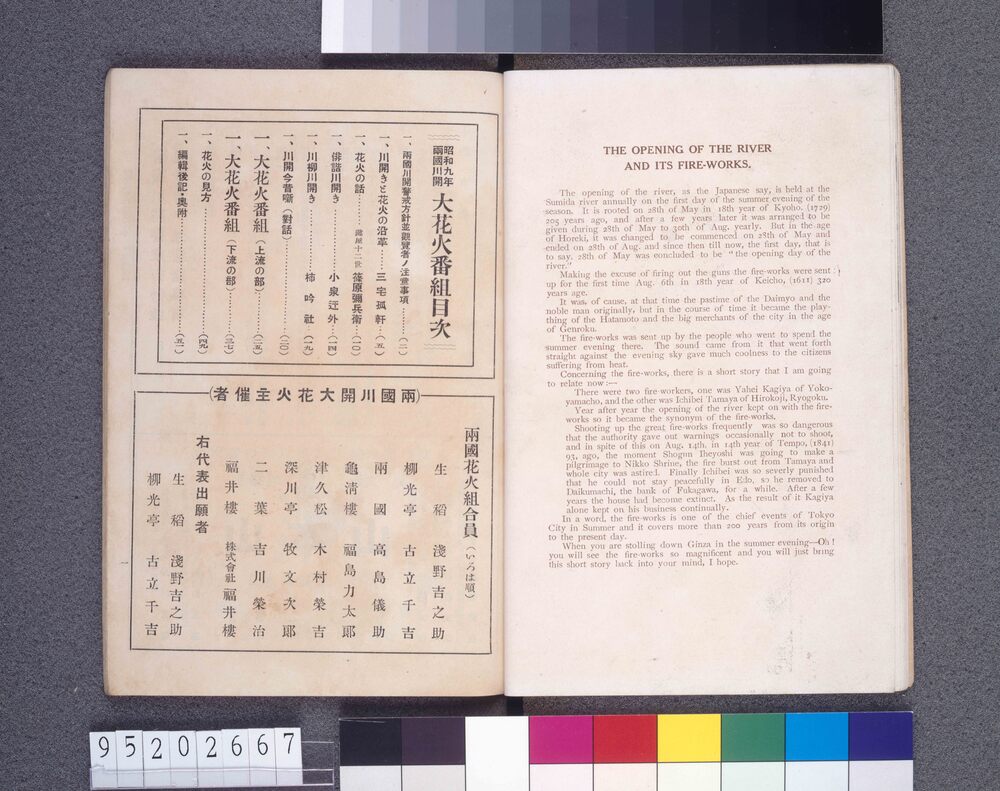 昭和九年
兩國川開
大花火番組目次
一、兩國川開警戒方針並觀覽者ノ注意事項…………(二)
一、川開きと花火の沿革……三宅孤軒…(五)
一、花火の話……鍵屋十二世 篠原彌兵衛…(一〇)
一、俳諧川開き……小泉迂外…(一四)
一、川柳川開き……柿吟社…(一九)
一、川開今昔噺(對話)…………(二〇)
一、大花火番組(上流の部)…………(二五)
一、大花火番組(下流の部)…………(三七)
一、花火の見方…………(四九)
一、編輯後記・奧附…………(五一)
(兩國川開大花火主催者)
兩國花火組合員(いろは順)
生稻 淺野吉之助
柳光亭 古立千吉
兩國 高島儀助
龜清樓 福島力太郎
津久松 木村榮吉
深川亭 牧文次郎
二葉 吉川榮治
福井樓 株式會社福井樓
右代表出願者
生稻 淺野吉之助
柳光亭 古立千吉
一
THE OPENING OF THE RIVER
AND ITS FIRE-WORKS.
The opening of the river, as the Japanese say, is held at the
Sumida river annually on the first day of the summer evening of the
season. It is rooted on 28th of May in 18th year of Kyoho. (1729)
205 years ago, and after a few years later it was arranged to be
given during 28th of May to 30th of Aug. yearly. But in the age
of Horeki, it was changed to be commenced on 28th of May and
ended on 28th of Aug. and since then till now, the first day, that is
to say. 28th of May was concluded to be "the opening day of the
river."
Making the excuse of firing out the guns the fire-works were sent
up for the first time Aug. 6th in 18th year of Keicho, (1611) 320
years age.
It was, of cause, at that time the pastime of the Daimyo and the
noble man originally, but in the course of time it became the play-
thing of the Hatamoto and the big merchants of the city in the age
of Genroku.
The fire-works was sent up by the people who went to spend the
summer evening there. The sound came from it that went forth
straight against the evening sky gave much coolness to the citizens
suffering from heat.
Concerning the fire-works, there is a short story that I am going
to relate now:—
There were two fire-workers, one was Yahei Kagiya of Yoko-
yamacho, and the other was Ichibei Tamaya of Hirokoji, Ryogoku.
Year after year the opening of the river kept on with the fire-
works so it became the synonym of the fire-works.
Shooting up the great fire-works frequently was so dangerous
that the authority gave out warnings occasionally not to shoot,
and in spite of this on Aug. 14th, in 14th year of Tempo, (1841)
93, ago, the moment Shogun Iheyoshi was going to make a
pilgrimage to Nikko Shrine, the fire burst out from Tamaya and
whole city was astired. Finally Ichibei was so severly punished
that he could not stay peacefully in Edo, so he removed to
Daikumachi, the bank of Fukagawa, for a while. After a few
years the house had become extinct. As the result of it Kagiya
alone kept on his business continually.
In a word, the fire-works is one of the chief events of Tokyo
City in Summer and it covers more than 200 years from its origin
to the present day.
When you are stolling down Ginza in the summer evening—Oh!
you will see the fire-works so magnificent and you will just bring
this short story back into your mind, I hope.
95202667